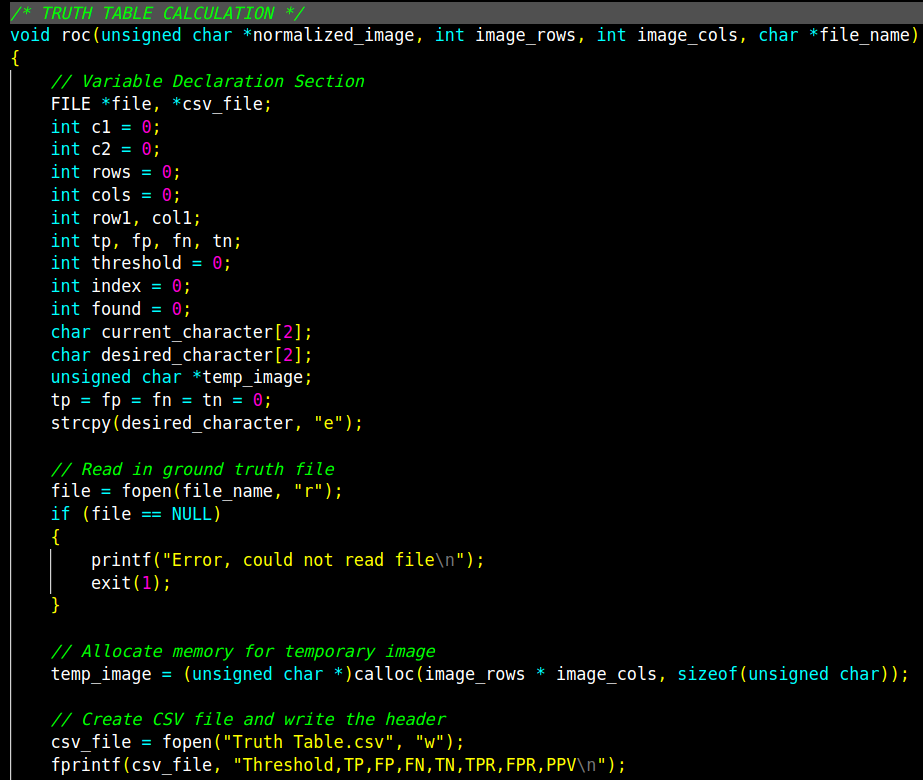 /* TRUTH TABLE CALCULATION */
void roc(unsigned char *normalized_image, int image_rows, int image_cols, char *file_name)
{
    // Variable Declaration Section
    FILE *file, *csv_file;
    int c1 = 0;
    int c2 = 0;
    int rows = 0;
    int cols = 0;
    int row1, col1;
    int tp, fp, fn, tn;
    int threshold = 0;
    int index = 0;
    int found = 0;
    char current_character[2];
    char desired_character[2];
    unsigned char *temp_image;
    tp = fp = fn = tn = 0;
    strcpy(desired_character, "e");

    // Read in ground truth file
    file = fopen(file_name, "r");
    if (file == NULL)
    {
        printf("Error, could not read file\n");
        exit(1);
    }

    // Allocate memory for temporary image
    temp_image = (unsigned char *)calloc(image_rows * image_cols, sizeof(unsigned char));

    // Create CSV file and write the header
    csv_file = fopen("Truth Table.csv", "w");
    fprintf(csv_file, "Threshold,TP,FP,FN,TN,TPR,FPR,PPV\n");